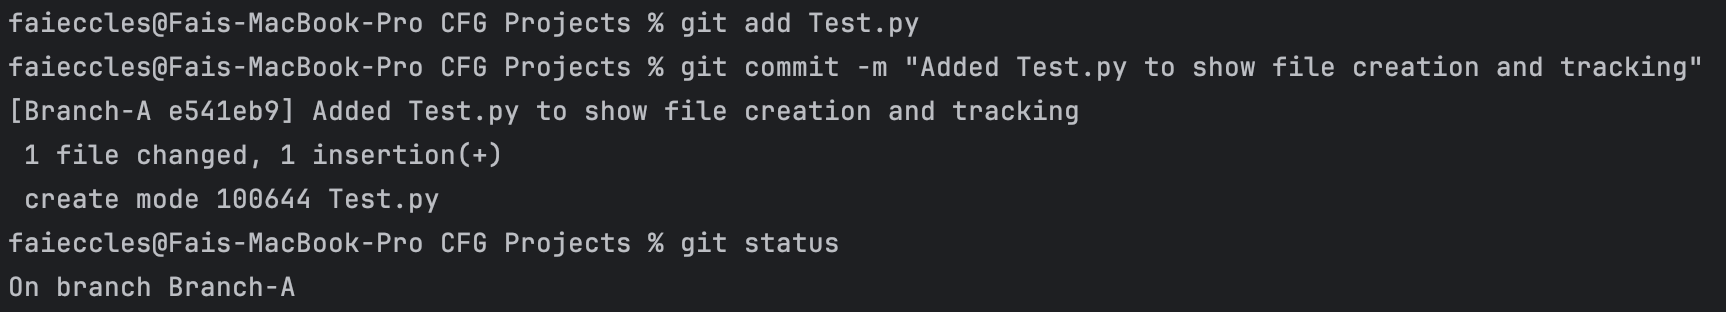 faieccles@Fais-MacBook-Pro CFG Projects % git add Test.py
faieccles@Fais-MacBook-Pro CFG Projects % git commit -m "Added Test.py to show file creation and tracking"
[Branch-A e541eb9] Added Test.py to show file creation and tracking
 1 file changed, 1 insertion(+)
 create mode 100644 Test.py
faieccles@Fais-MacBook-Pro CFG Projects % git status
On branch Branch-A